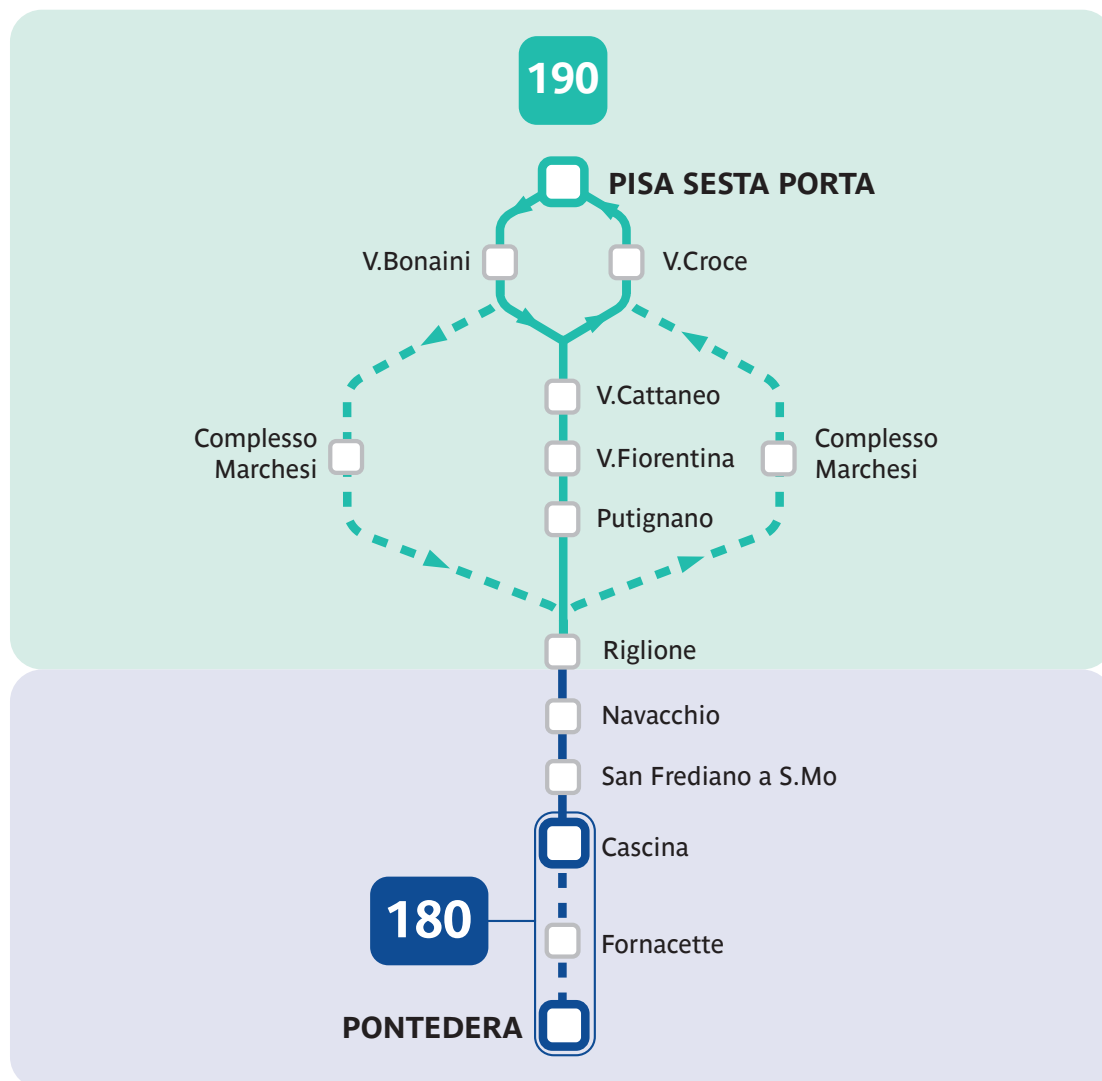 190
PISA SESTA PORTA
V.Bonaini
V.Croce
V.Cattaneo
Complesso
Marchesi
V.Fiorentina
Complesso
Marchesi
Putignano
Riglione
Navacchio
San Frediano a S.Mo
Cascina
180
Fornacette
PONTEDERA